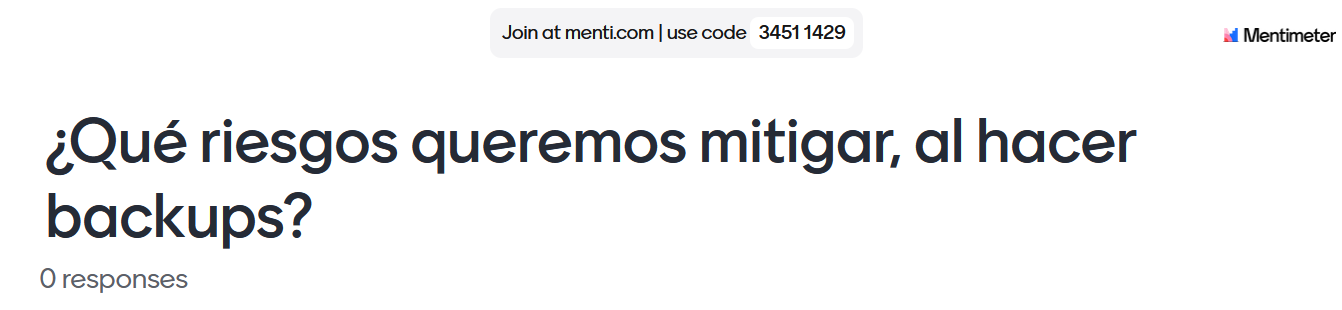 Join at menti.com | use code 3451 1429
Mentimeter
¿Qué riesgos queremos mitigar, al hacer
backups?
0 responses